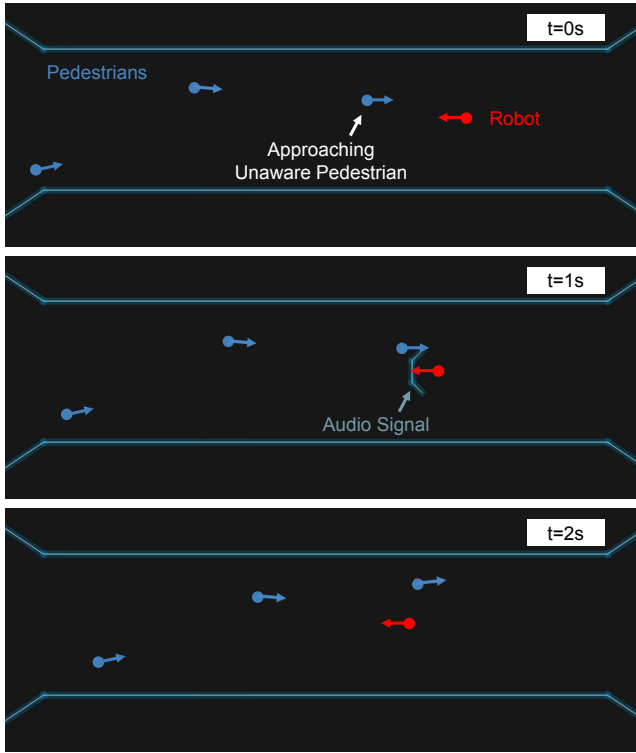 t=0s
Pedestrians
Robot
Approaching
Unaware Pedestrian
t=1s
Audio Signal
t=2s